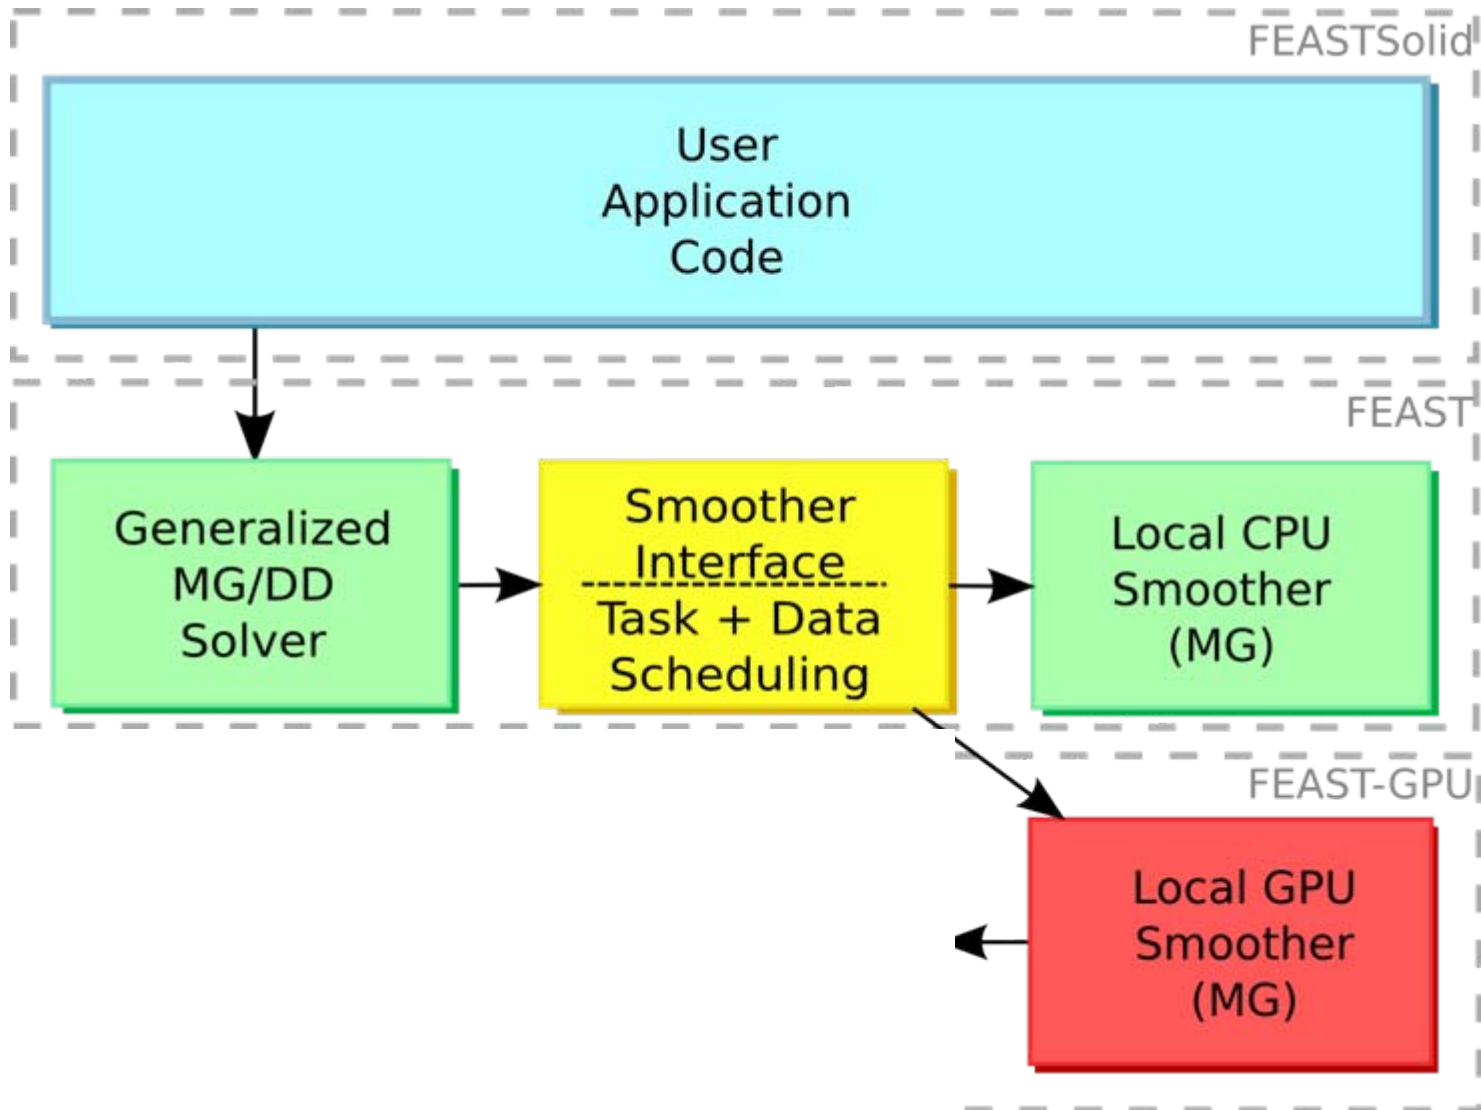 FEASTSolid
User
Application
Code
FEAST
Generalized
MG/DD
Solver
Smoother
Interface
Task + Data
Scheduling
Local CPU
Smoother
(MG)
FEAST-GPU
Local GPU
Smoother
(MG)